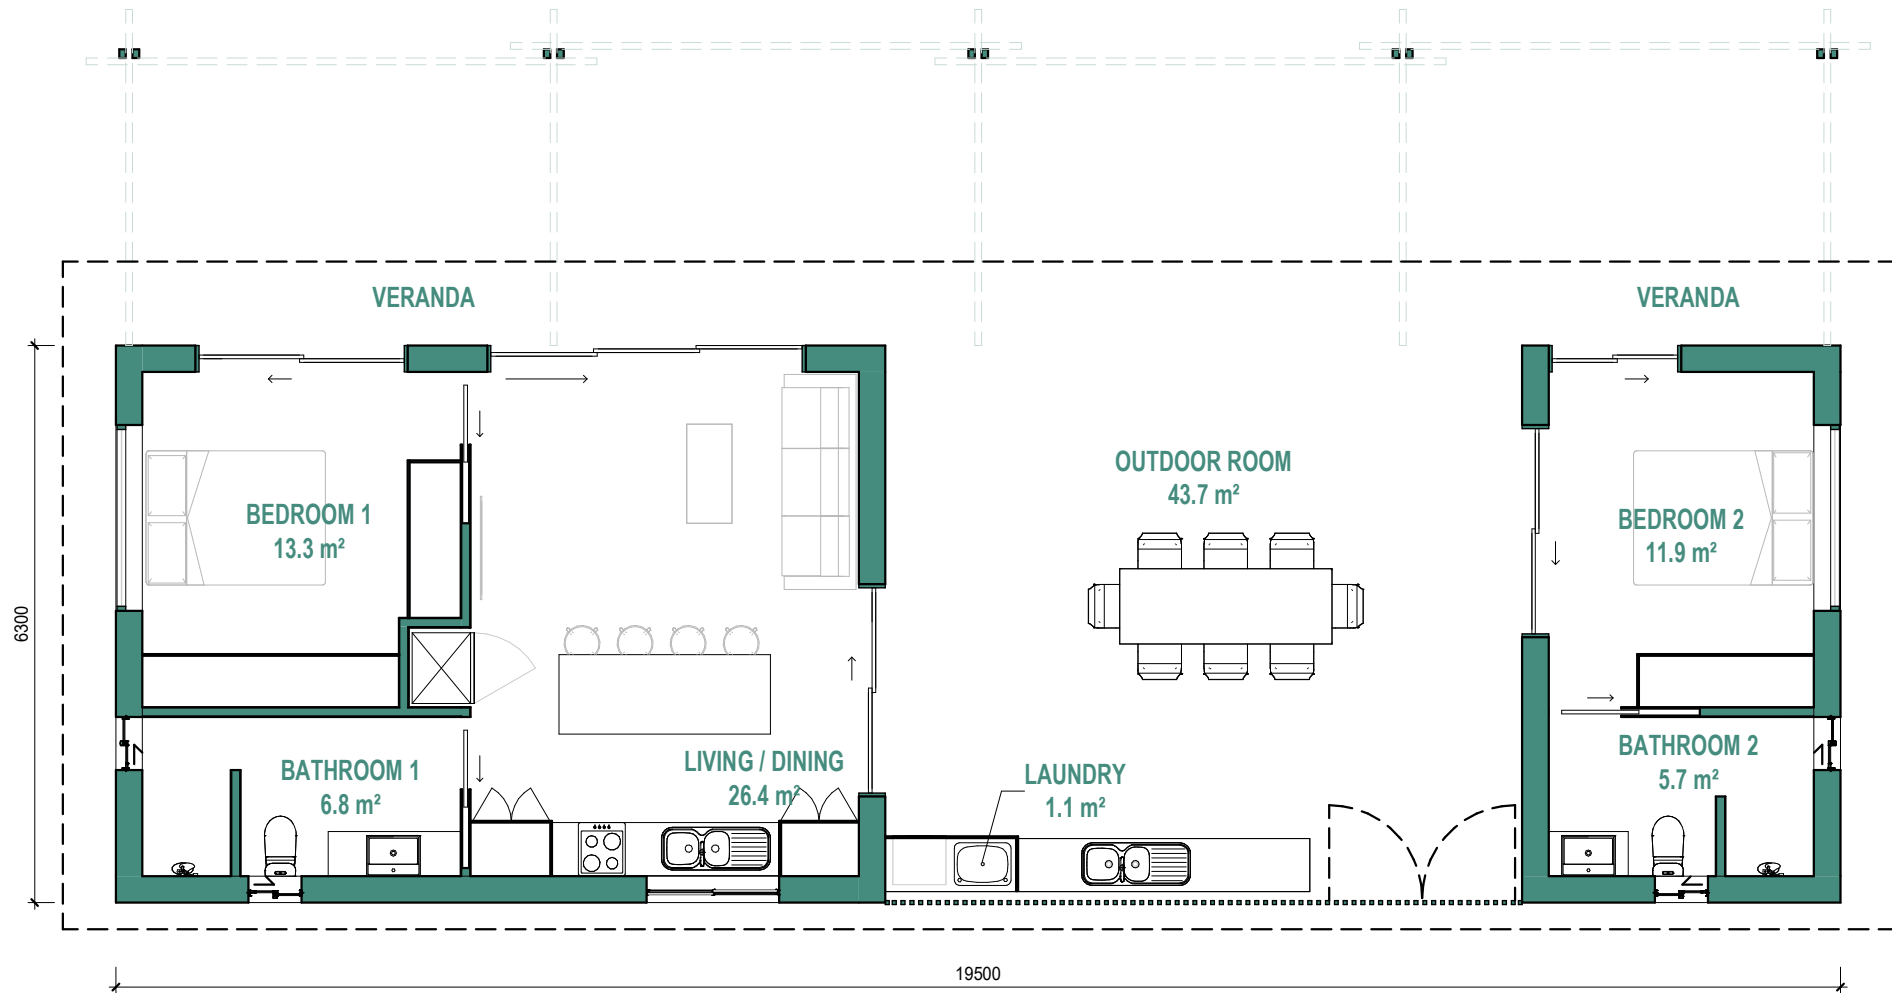 VERANDA
VERANDA
OUTDOOR ROOM
43.7 m²
BEDROOM 1
13.3 m²
BEDROOM 2
11.9 m²
6300
LIVING / DINING
26.4 m²
BATHROOM 1
6.8 m²
LAUNDRY
1.1 m²
BATHROOM 2
5.7 m²
19500